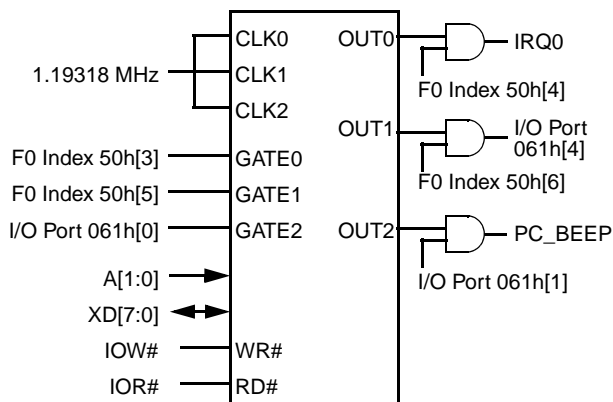 CLK0
OUT0
IRQ0
1.19318 MHz
CLK1
F0 Index 50h[4]
CLK2
OUT1
I/O Port
061h[4]
F0 Index 50h[3]
GATE0
F0 Index 50h[6]
F0 Index 50h[5]
GATE1
I/O Port 061h[0]
GATE2
OUT2
PC_BEEP
A[1:0]
I/O Port 061h[1]
XD[7:0]
IOW#
WR#
IOR#
RD#